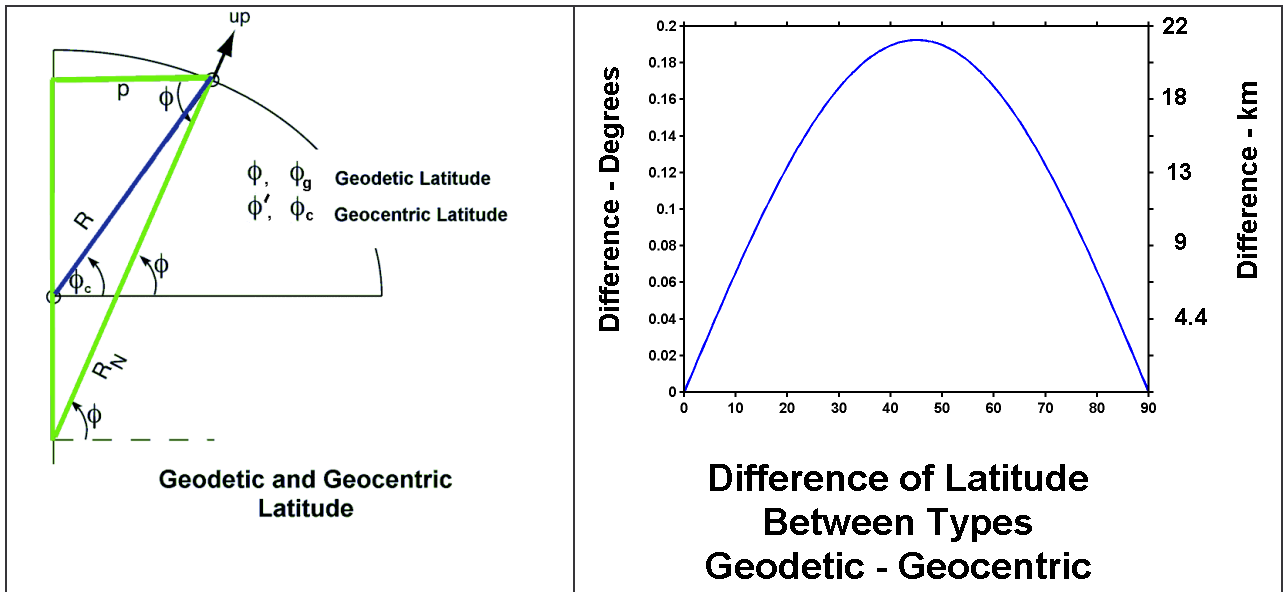 up
p
ϕ
ϕ, ϕg Geodetic Latitude
ϕ′, ϕc Geocentric Latitude
R
ϕc
ϕ
RN
ϕ
Geodetic and Geocentric
Latitude
Difference - Degrees
0.2
0.18
0.16
0.14
0.12
0.1
0.08
0.06
0.04
0.02
0
0 10 20 30 40 50 60 70 80 90
22
18
13
9
4.4
Difference - km
Difference of Latitude
Between Types
Geodetic - Geocentric